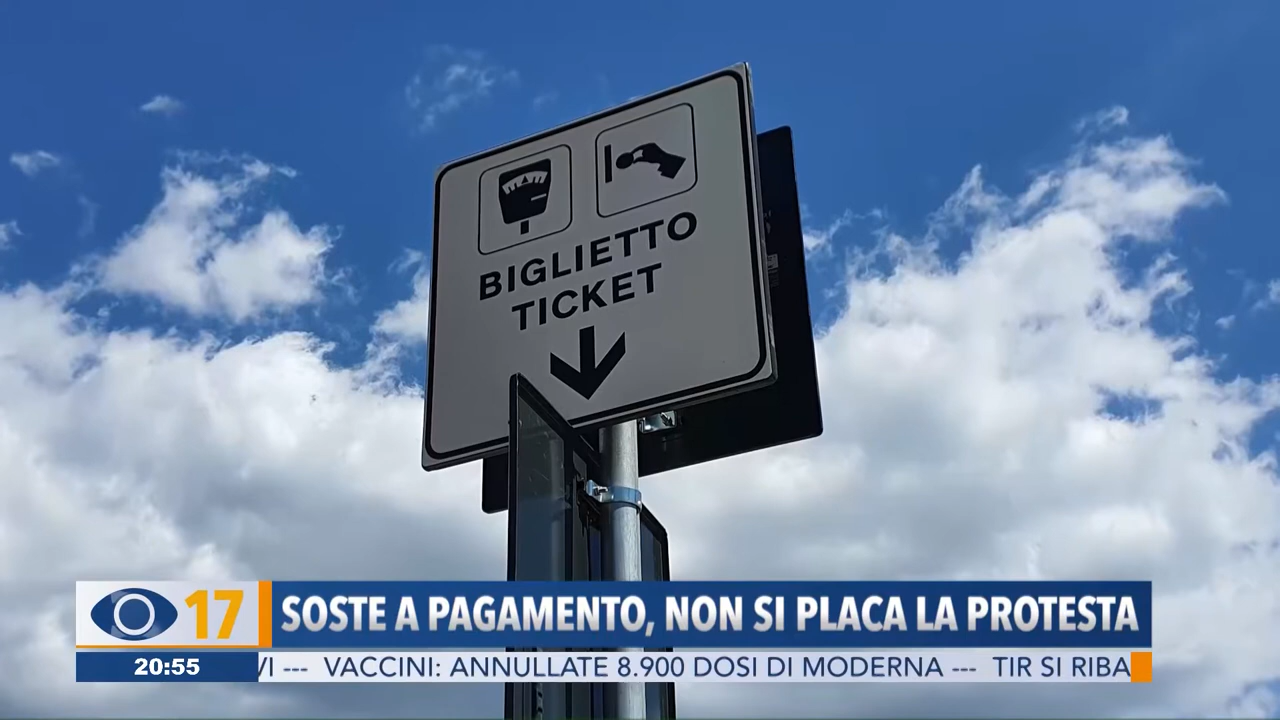 BIGLIETTO
TICKET
17
SOSTE A PAGAMENTO, NON SI PLACA LA PROTESTA
20:55
VI --- VACCINI: ANNULLATE 8.900 DOSI DI MODERNA --- TIR SI RIBA